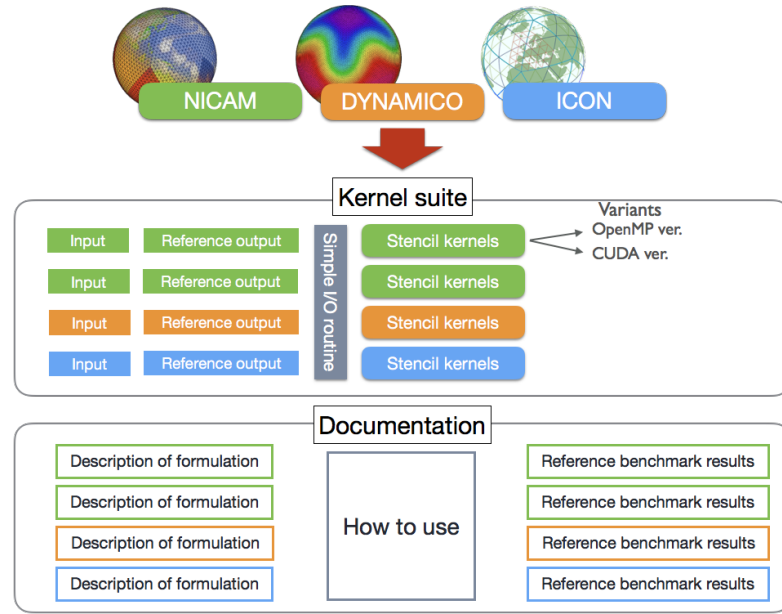 NICAM
DYNAMICO
ICON
Kernel suite
Variants
OpenMP ver.
CUDA ver.
Input
Reference output
Simple I/O routine
Stencil kernels
Input
Reference output
Stencil kernels
Input
Reference output
Stencil kernels
Input
Reference output
Stencil kernels
Documentation
Description of formulation
How to use
Reference benchmark results
Description of formulation
Reference benchmark results
Description of formulation
Reference benchmark results
Description of formulation
Reference benchmark results